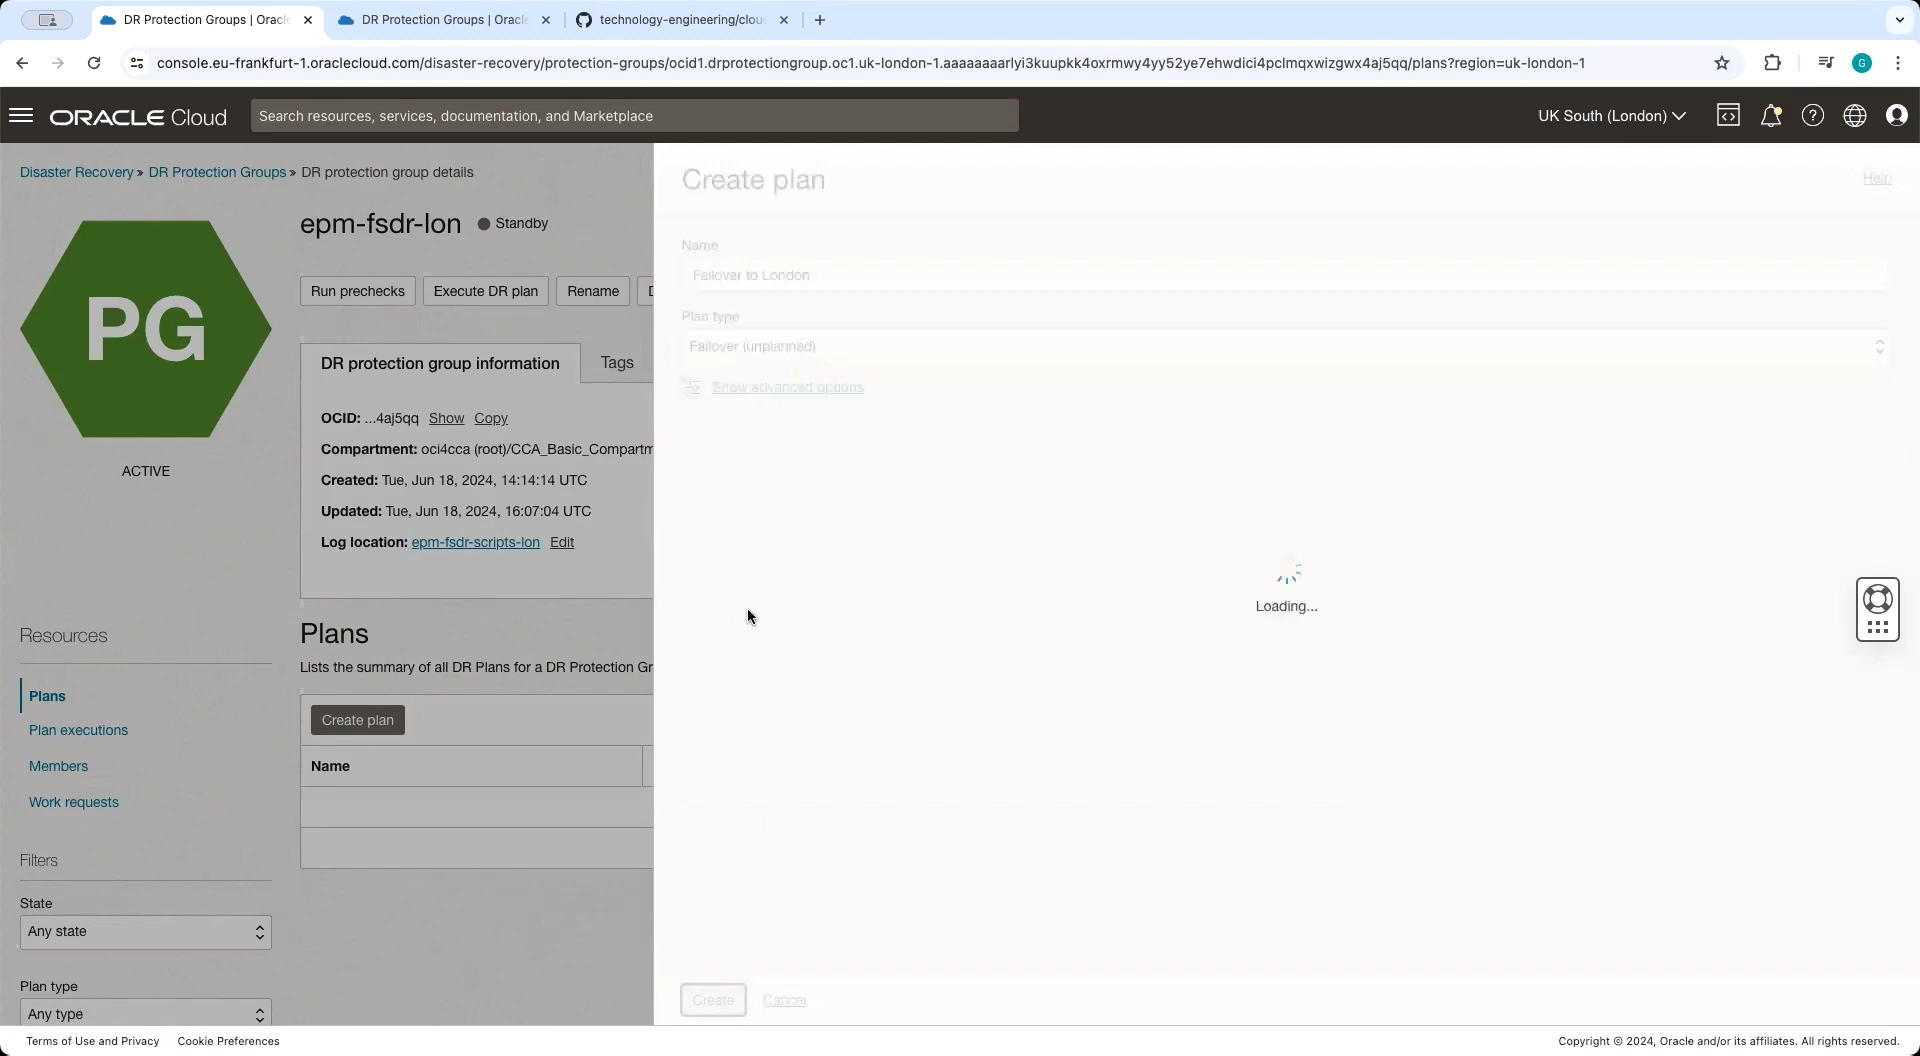 DR Protection Groups | Oracle
DR Protection Groups | Oracle
technology-engineering/clou
console.eu-frankfurt-1.oraclecloud.com/disaster-recovery/protection-groups/ocid1.drprotectiongroup.oc1.uk-london-1.aaaaaaaarlyi3kuupkk4oxrmwy4yy52ye7ehwdici4pclmqxwizgwx4aj5qq/plans?region=uk-london-1
G
ORACLE Cloud
Search resources, services, documentation, and Marketplace
UK South (London)
Disaster Recovery » DR Protection Groups » DR protection group details
PG
ACTIVE
epm-fsdr-lon
Standby
Run prechecks
Execute DR plan
Rename
D
DR protection group information
Tags
OCID: ...4aj5qq Show Copy
Compartment: oci4cca (root)/CCA_Basic_Compartm
Created: Tue, Jun 18, 2024, 14:14:14 UTC
Updated: Tue, Jun 18, 2024, 16:07:04 UTC
Log location: epm-fsdr-scripts-lon Edit
Resources
Plans
Plan executions
Members
Work requests
Filters
State
Any state
Plan type
Any type
Plans
Lists the summary of all DR Plans for a DR Protection Gr
Create plan
Name
Create plan
Help
Name
Failover to London
Plan type
Failover (unplanned)
Show advanced options
Loading...
Create
Cancel
Terms of Use and Privacy
Cookie Preferences
Copyright © 2024, Oracle and/or its affiliates. All rights reserved.